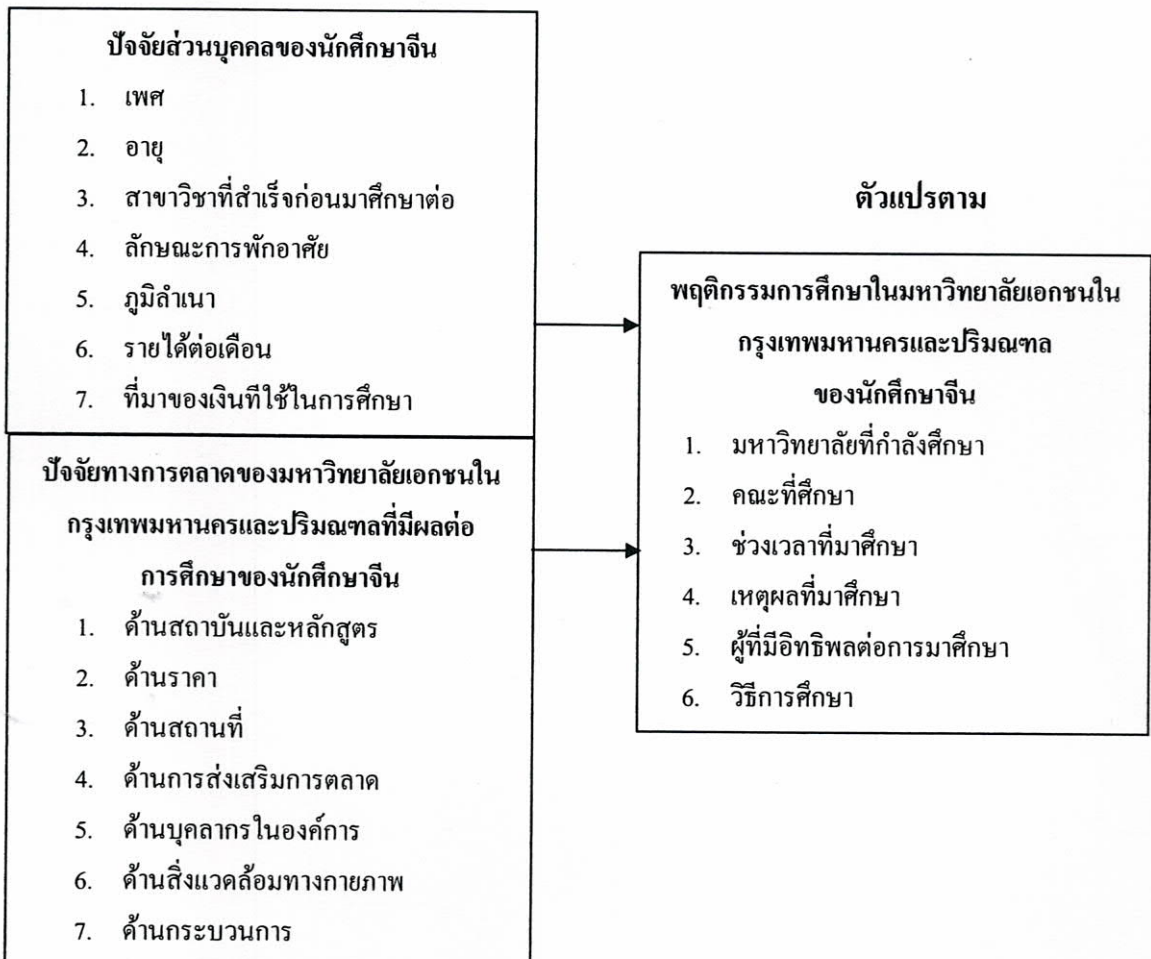 ปัจจัยส่วนบุคคลของนักศึกษาจีน
1. เพศ
2. อายุ
3. สาขาวิชาที่สำเร็จก่อนมาศึกษาต่อ
4. ลักษณะการพักอาศัย
5. ภูมิลำเนา
6. รายได้ต่อเดือน
7. ที่มาของเงินทีใช้ในการศึกษา
ปัจจัยทางการตลาดของมหาวิทยาลัยเอกชนใน
กรุงเทพมหานครและปริมณฑลที่มีผลต่อ
การศึกษาของนักศึกษาจีน
1. ด้านสถาบันและหลักสูตร
2. ด้านราคา
3. ด้านสถานที่
4. ด้านการส่งเสริมการตลาด
5. ด้านบุคลากรในองค์การ
6. ด้านสิ่งแวดล้อมทางกายภาพ
7. ด้านกระบวนการ
ตัวแปรตาม
พฤติกรรมการศึกษาในมหาวิทยาลัยเอกชนใน
กรุงเทพมหานครและปริมณฑล
ของนักศึกษาจีน
1. มหาวิทยาลัยที่กำลังศึกษา
2. คณะที่ศึกษา
3. ช่วงเวลาที่มาศึกษา
4. เหตุผลที่มาศึกษา
5. ผู้ที่มีอิทธิพลต่อการมาศึกษา
6. วิธีการศึกษา